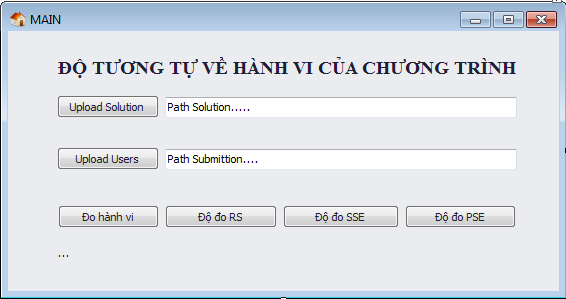 MAIN
ĐỘ TƯƠNG TỰ VỀ HÀNH VI CỦA CHƯƠNG TRÌNH
Upload Solution Path Solution.....
Upload Users Path Submittion....
Đo hành vi Độ đo RS Độ đo SSE Độ đo PSE
...